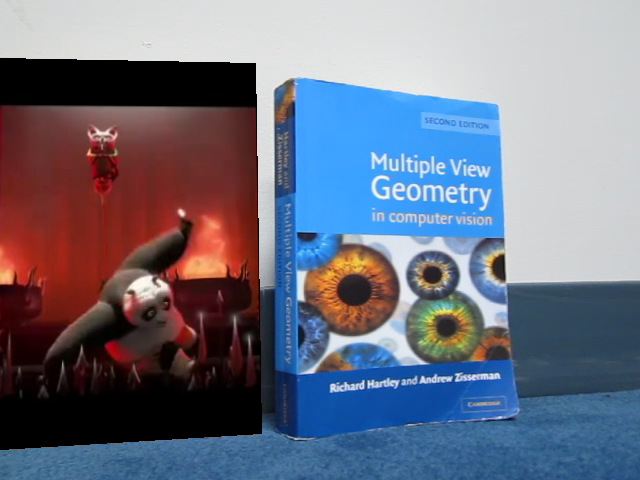 SECOND EDITION
Multiple View
Geometry
in computer vision
Richard Hartley and Andrew Zisserman
CAMBRIDGE
Hartley and
Zisserman
Multiple View Geometry